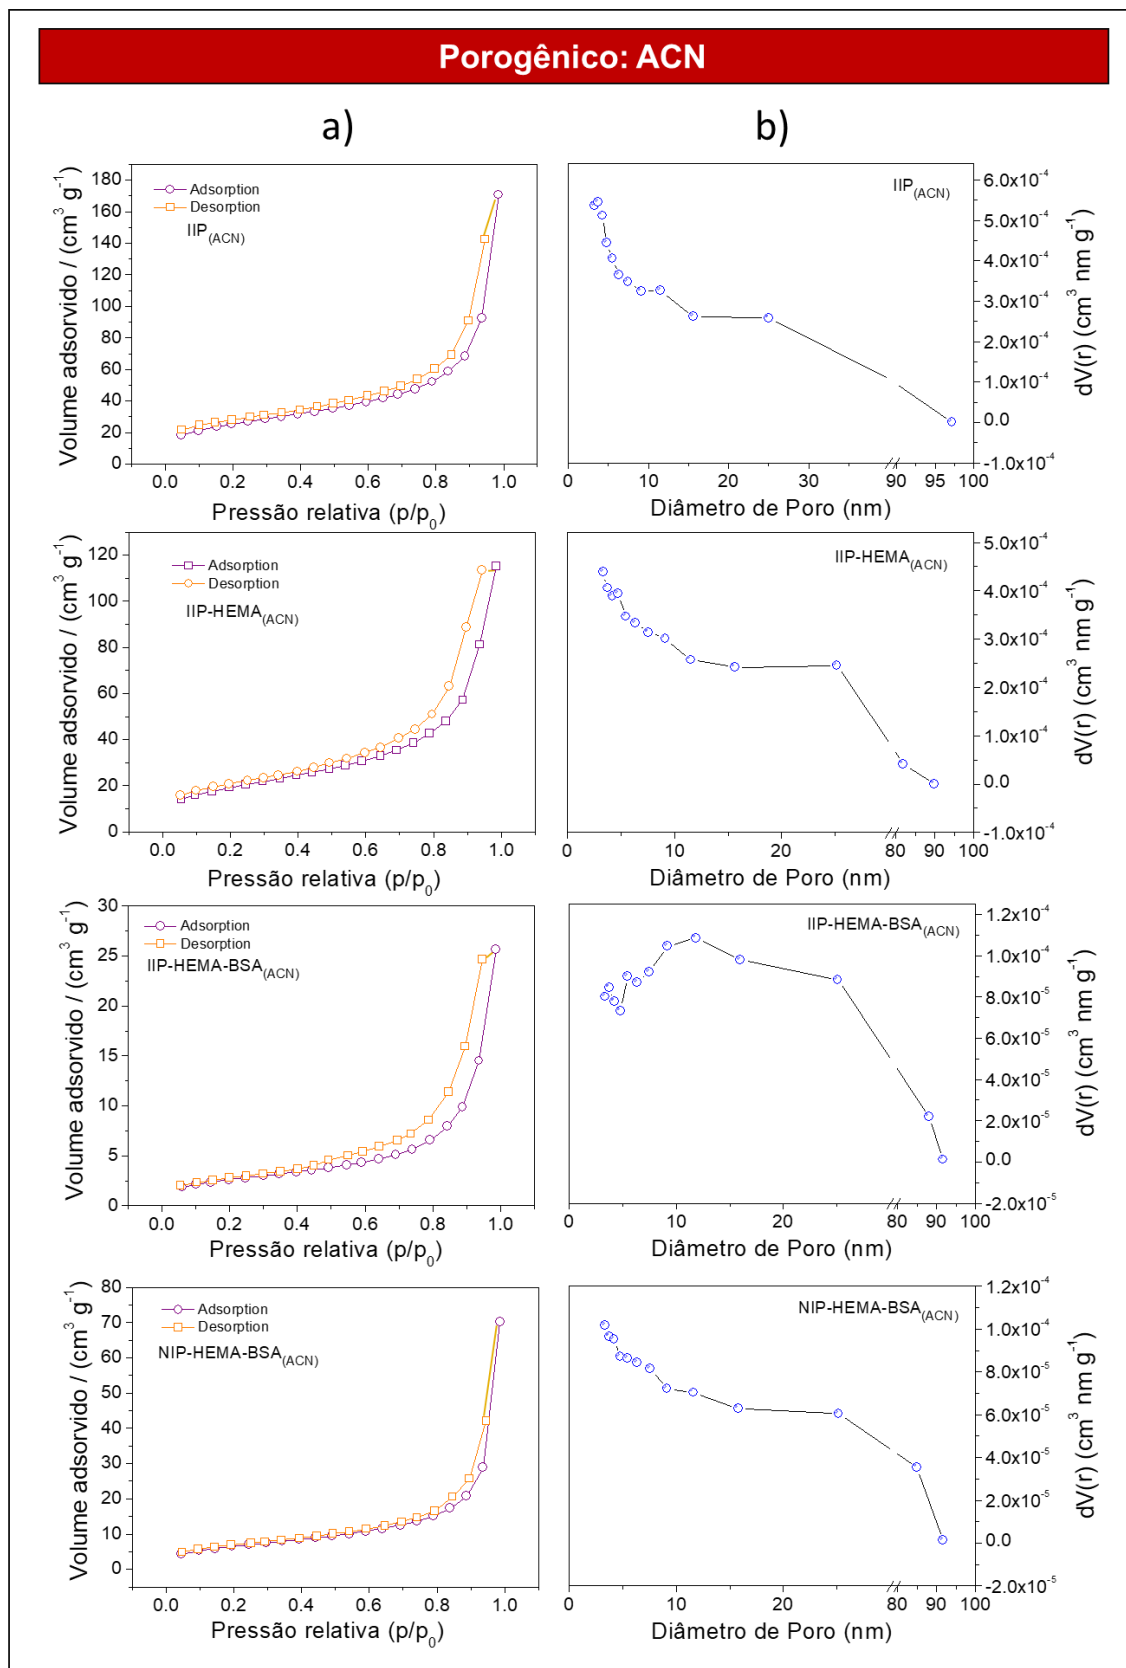 Porogênico: ACN
a)
b)
Volume adsorvido / (cm³ g⁻¹)
180
160
140
120
100
80
60
40
20
0
Adsorption
Desorption
IIP(ACN)
0.0 0.2 0.4 0.6 0.8 1.0
Pressão relativa (p/p₀)
IIP(ACN)
6.0x10⁻⁴
5.0x10⁻⁴
4.0x10⁻⁴
3.0x10⁻⁴
2.0x10⁻⁴
1.0x10⁻⁴
0.0
-1.0x10⁻⁴
dV(r) (cm³ nm g⁻¹)
0 10 20 30 90 95 100
Diâmetro de Poro (nm)
Volume adsorvido / (cm³ g⁻¹)
120
100
80
60
40
20
0
Adsorption
Desorption
IIP-HEMA(ACN)
0.0 0.2 0.4 0.6 0.8 1.0
Pressão relativa (p/p₀)
IIP-HEMA(ACN)
5.0x10⁻⁴
4.0x10⁻⁴
3.0x10⁻⁴
2.0x10⁻⁴
1.0x10⁻⁴
0.0
-1.0x10⁻⁴
dV(r) (cm³ nm g⁻¹)
0 10 20 80 90 100
Diâmetro de Poro (nm)
Volume adsorvido / (cm³ g⁻¹)
30
25
20
15
10
5
0
Adsorption
Desorption
IIP-HEMA-BSA(ACN)
0.0 0.2 0.4 0.6 0.8 1.0
Pressão relativa (p/p₀)
IIP-HEMA-BSA(ACN)
1.2x10⁻⁴
1.0x10⁻⁴
8.0x10⁻⁵
6.0x10⁻⁵
4.0x10⁻⁵
2.0x10⁻⁵
0.0
-2.0x10⁻⁵
dV(r) (cm³ nm g⁻¹)
0 10 20 80 90 100
Diâmetro de Poro (nm)
Volume adsorvido / (cm³ g⁻¹)
80
70
60
50
40
30
20
10
0
Adsorption
Desorption
NIP-HEMA-BSA(ACN)
0.0 0.2 0.4 0.6 0.8 1.0
Pressão relativa (p/p₀)
NIP-HEMA-BSA(ACN)
1.2x10⁻⁴
1.0x10⁻⁴
8.0x10⁻⁵
6.0x10⁻⁵
4.0x10⁻⁵
2.0x10⁻⁵
0.0
-2.0x10⁻⁵
dV(r) (cm³ nm g⁻¹)
0 10 20 80 90 100
Diâmetro de Poro (nm)